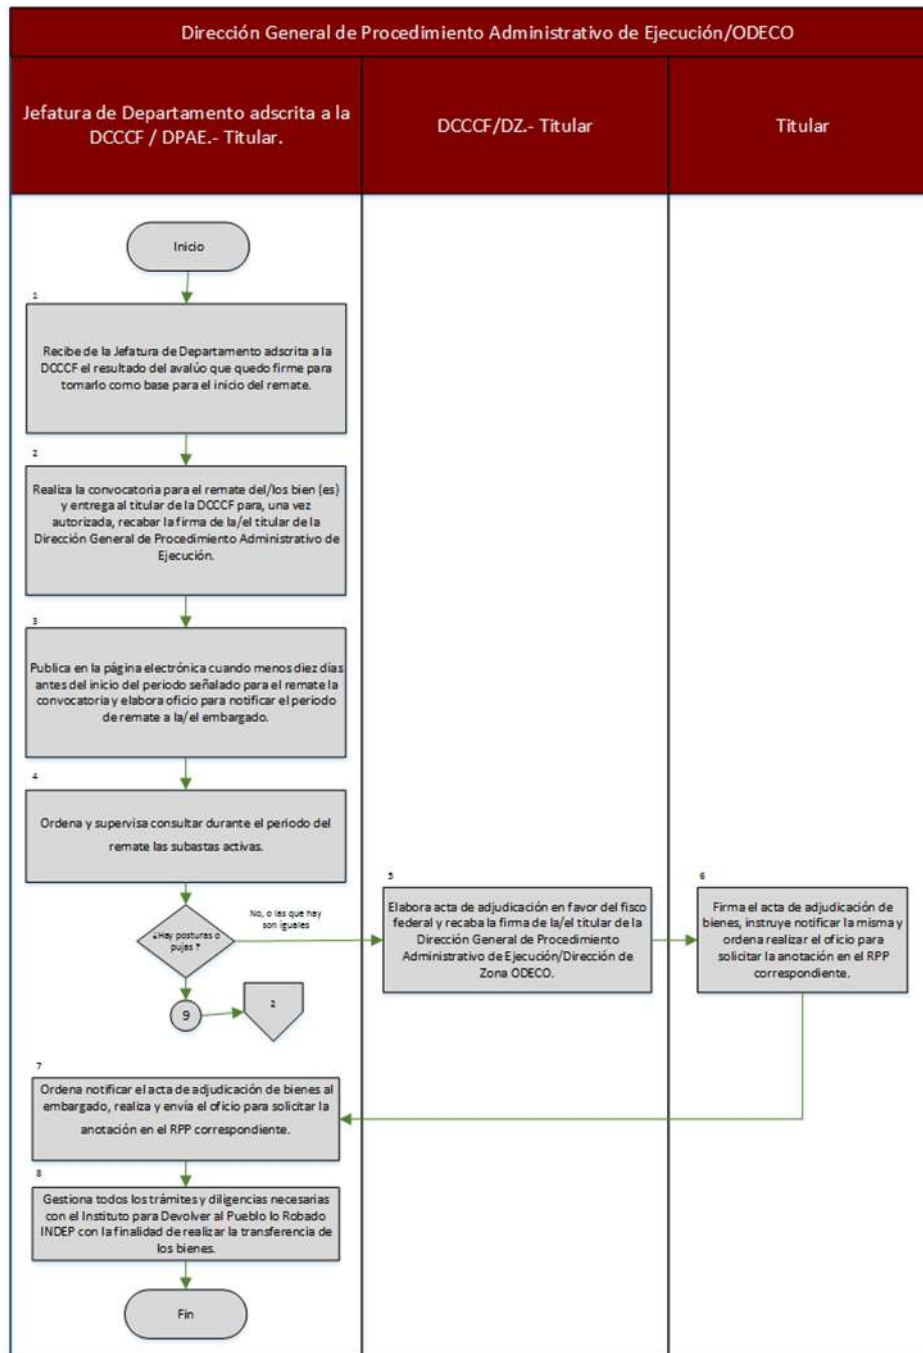 Dirección General de Procedimiento Administrativo de Ejecución/ODECO
Jefatura de Departamento adscrita a la
DCCCF / DPAE.- Titular.
DCCCF/DZ.- Titular
Titular
Inicio
1
Recibe de la Jefatura de Departamento adscrita a la
DCCCF el resultado del avalúo que quedo firme para
tomarlo como base para el inicio del remate.
2
Realiza la convocatoria para el remate del/los bien (es)
y entrega al titular de la DCCCF para, una vez
autorizada, recabar la firma de la/el titular de la
Dirección General de Procedimiento Administrativo de
Ejecución.
3
Publica en la página electrónica cuando menos diez días
antes del inicio del periodo señalado para el remate la
convocatoria y elabora oficio para notificar el periodo
de remate a la/el embargado.
4
Ordena y supervisa consultar durante el periodo del
remate las subastas activas.
¿Hay posturas o
pujas ?
No, o las que hay
son iguales
5
Elabora acta de adjudicación en favor del fisco
federal y recaba la firma de la/el titular de la
Dirección General de Procedimiento
Administrativo de Ejecución/Dirección de
Zona ODECO.
6
Firma el acta de adjudicación de
bienes, instruye notificar la misma y
ordena realizar el oficio para
solicitar la anotación en el RPP
correspondiente.
9
2
7
Ordena notificar el acta de adjudicación de bienes al
embargado, realiza y envía el oficio para solicitar la
anotación en el RPP correspondiente.
8
Gestiona todos los trámites y diligencias necesarias
con el Instituto para Devolver al Pueblo lo Robado
INDEP con la finalidad de realizar la transferencia de
los bienes.
Fin